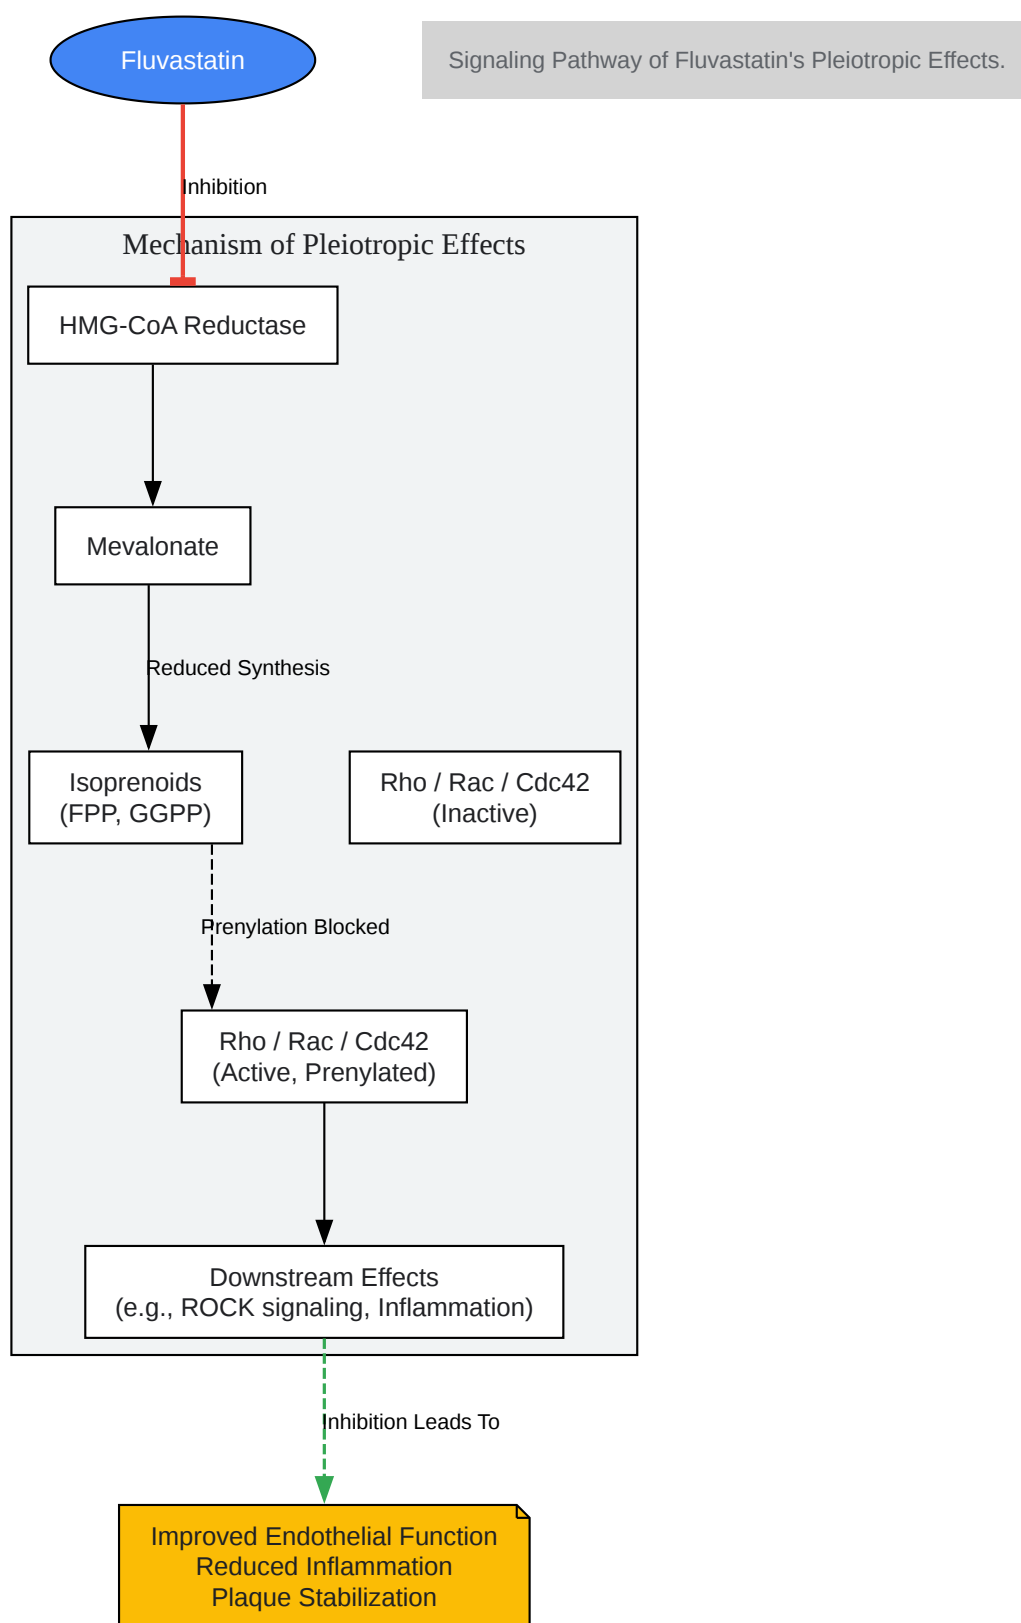 Fluvastatin
Signaling Pathway of Fluvastatin's Pleiotropic Effects.
Inhibition
Mechanism of Pleiotropic Effects
HMG-CoA Reductase
Mevalonate
Reduced Synthesis
Isoprenoids
(FPP, GGPP)
Rho / Rac / Cdc42
(Inactive)
Prenylation Blocked
Rho / Rac / Cdc42
(Active, Prenylated)
Downstream Effects
(e.g., ROCK signaling, Inflammation)
Inhibition Leads To
Improved Endothelial Function
Reduced Inflammation
Plaque Stabilization